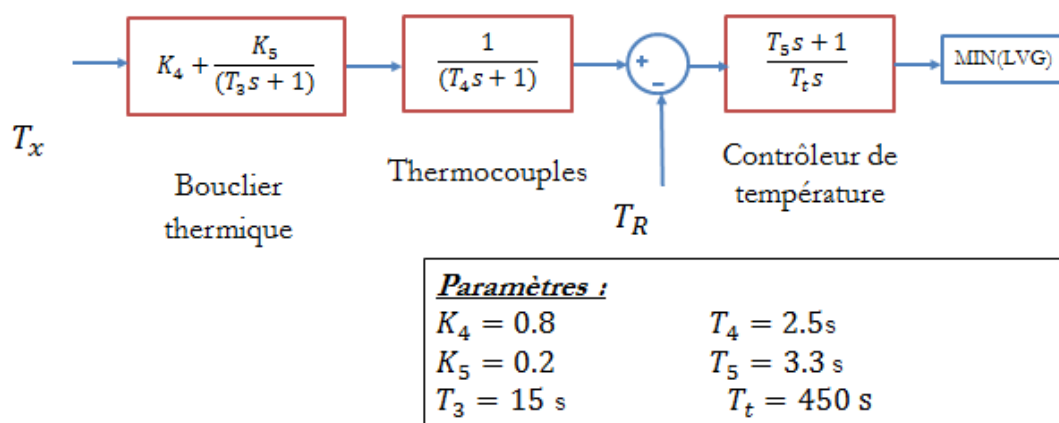 K₄ + K₅/(T₃s + 1)
1/(T₄s + 1)
+
−
T₅s + 1/Tₜs
MIN(LVG)
Tₓ
Bouclier
thermique
Thermocouples
T_R
Contrôleur de
température
Paramètres :
K₄ = 0.8
T₄ = 2.5s
K₅ = 0.2
T₅ = 3.3 s
T₃ = 15 s
Tₜ = 450 s